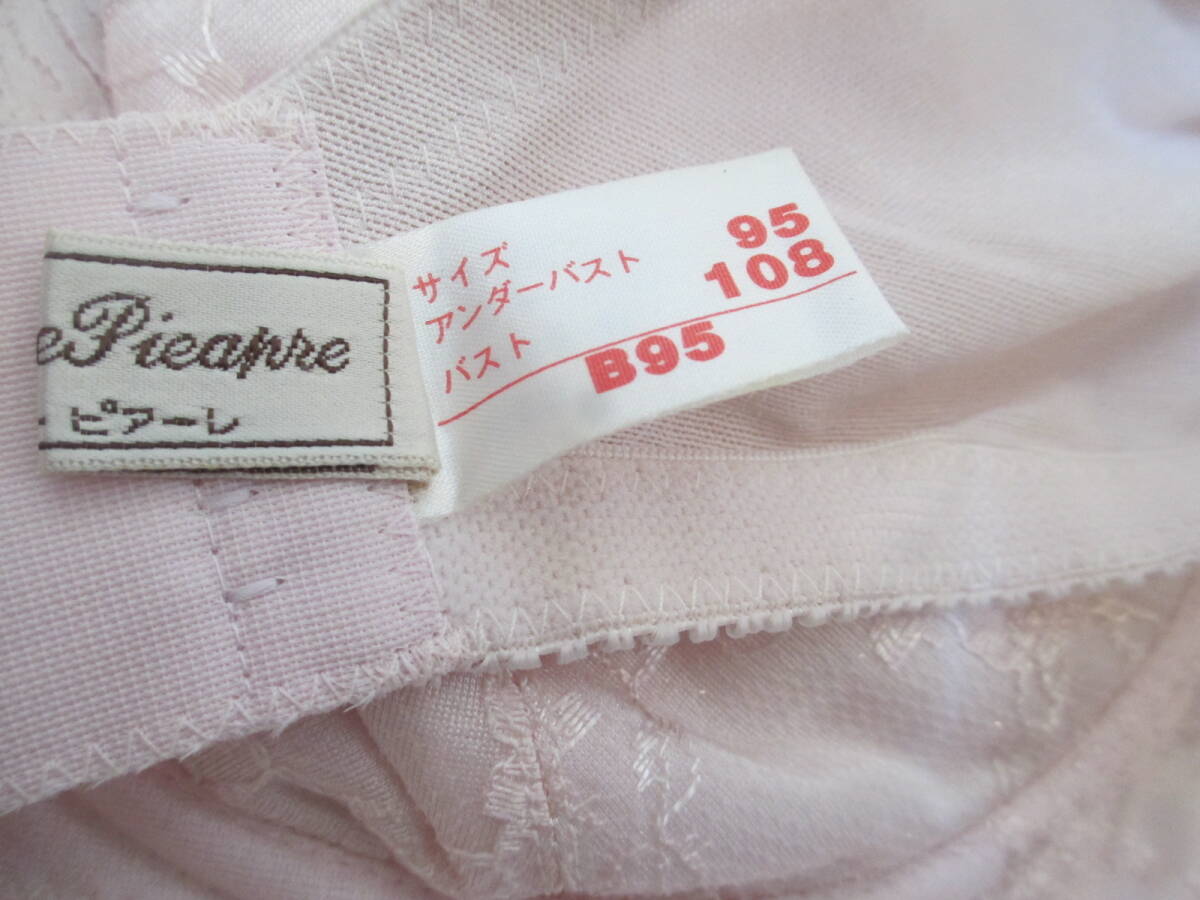 ePieapre
ピアーレ
サイズ
アンダーバスト 95
バスト 108
B95